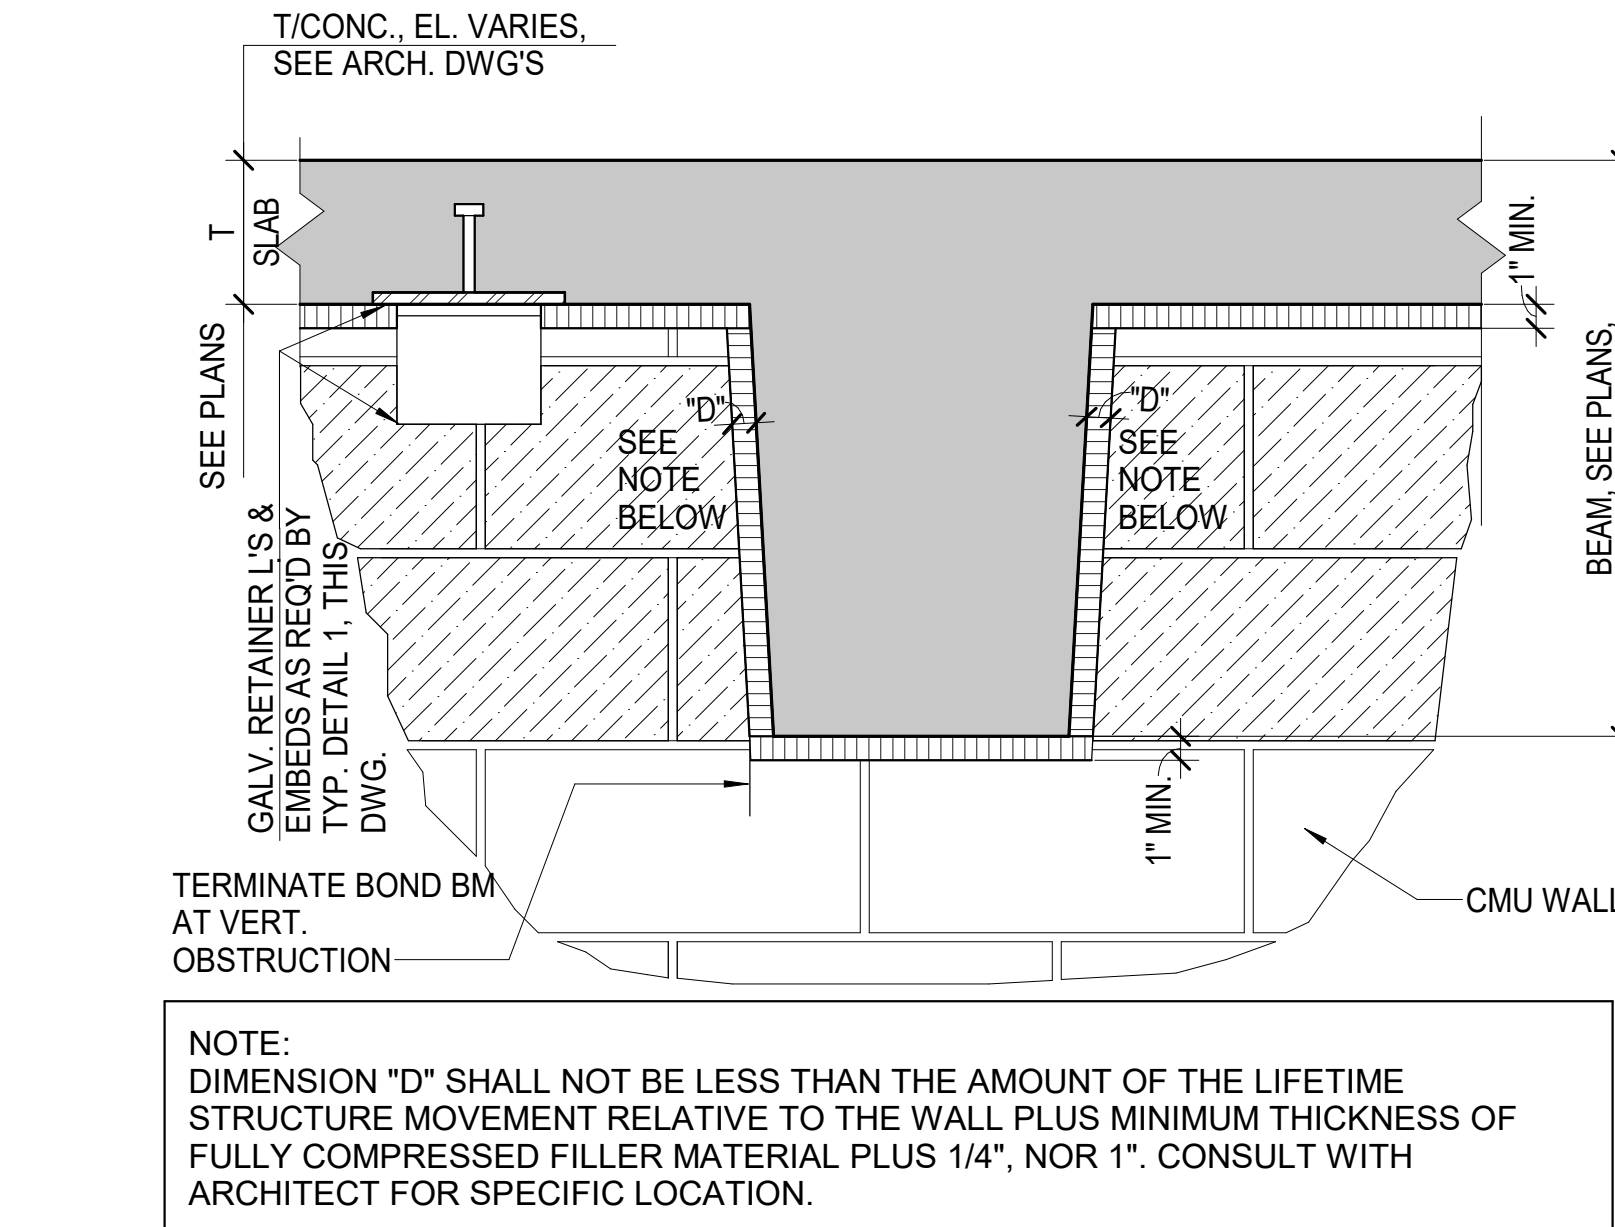 T/CONC., EL. VARIES,
SEE ARCH. DWG'S
T
SLAB
SEE PLANS
1" MIN.
BEAM, SEE PLANS,
"D"
SEE
NOTE
BELOW
"D"
SEE
NOTE
BELOW
GALV. RETAINER L'S &
EMBEDS AS REQ'D BY
TYP. DETAIL 1, THIS
DWG.
1" MIN.
TERMINATE BOND BM
AT VERT.
OBSTRUCTION
CMU WALL
NOTE:
DIMENSION "D" SHALL NOT BE LESS THAN THE AMOUNT OF THE LIFETIME
STRUCTURE MOVEMENT RELATIVE TO THE WALL PLUS MINIMUM THICKNESS OF
FULLY COMPRESSED FILLER MATERIAL PLUS 1/4", NOR 1". CONSULT WITH
ARCHITECT FOR SPECIFIC LOCATION.